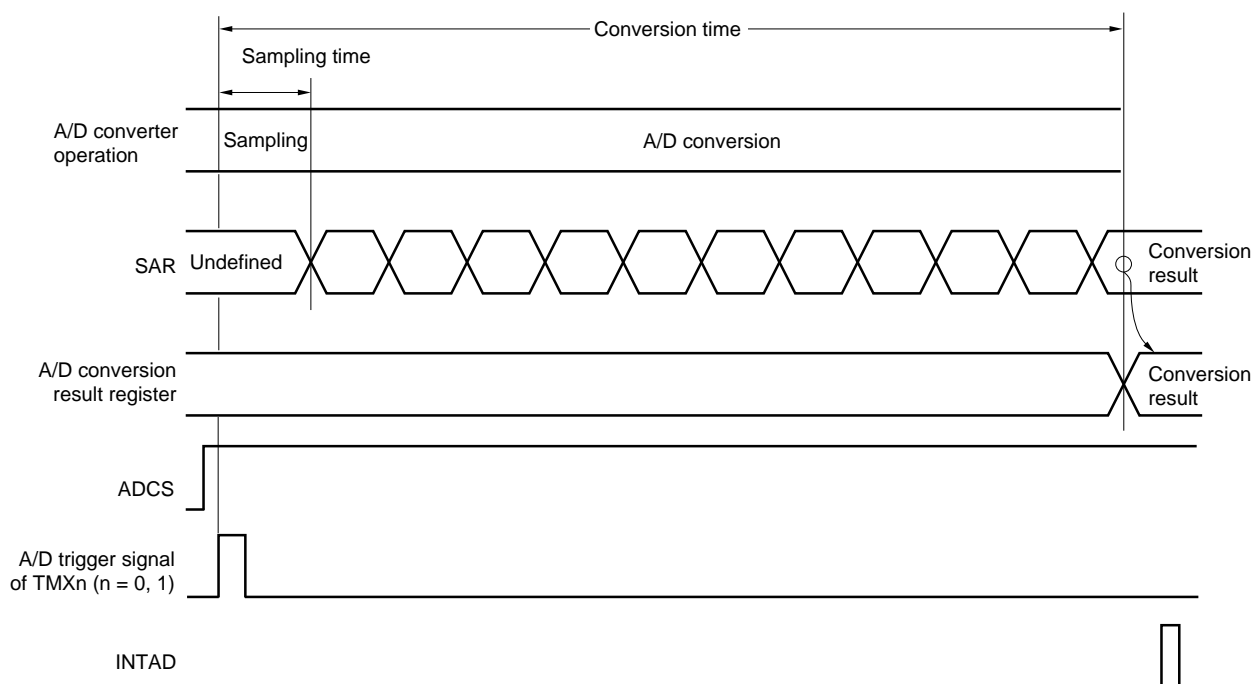 Conversion time
Sampling time
A/D converter
operation
Sampling
A/D conversion
SAR
Undefined
Conversion
result
A/D conversion
result register
Conversion
result
ADCS
A/D trigger signal
of TMXn (n = 0, 1)
INTAD